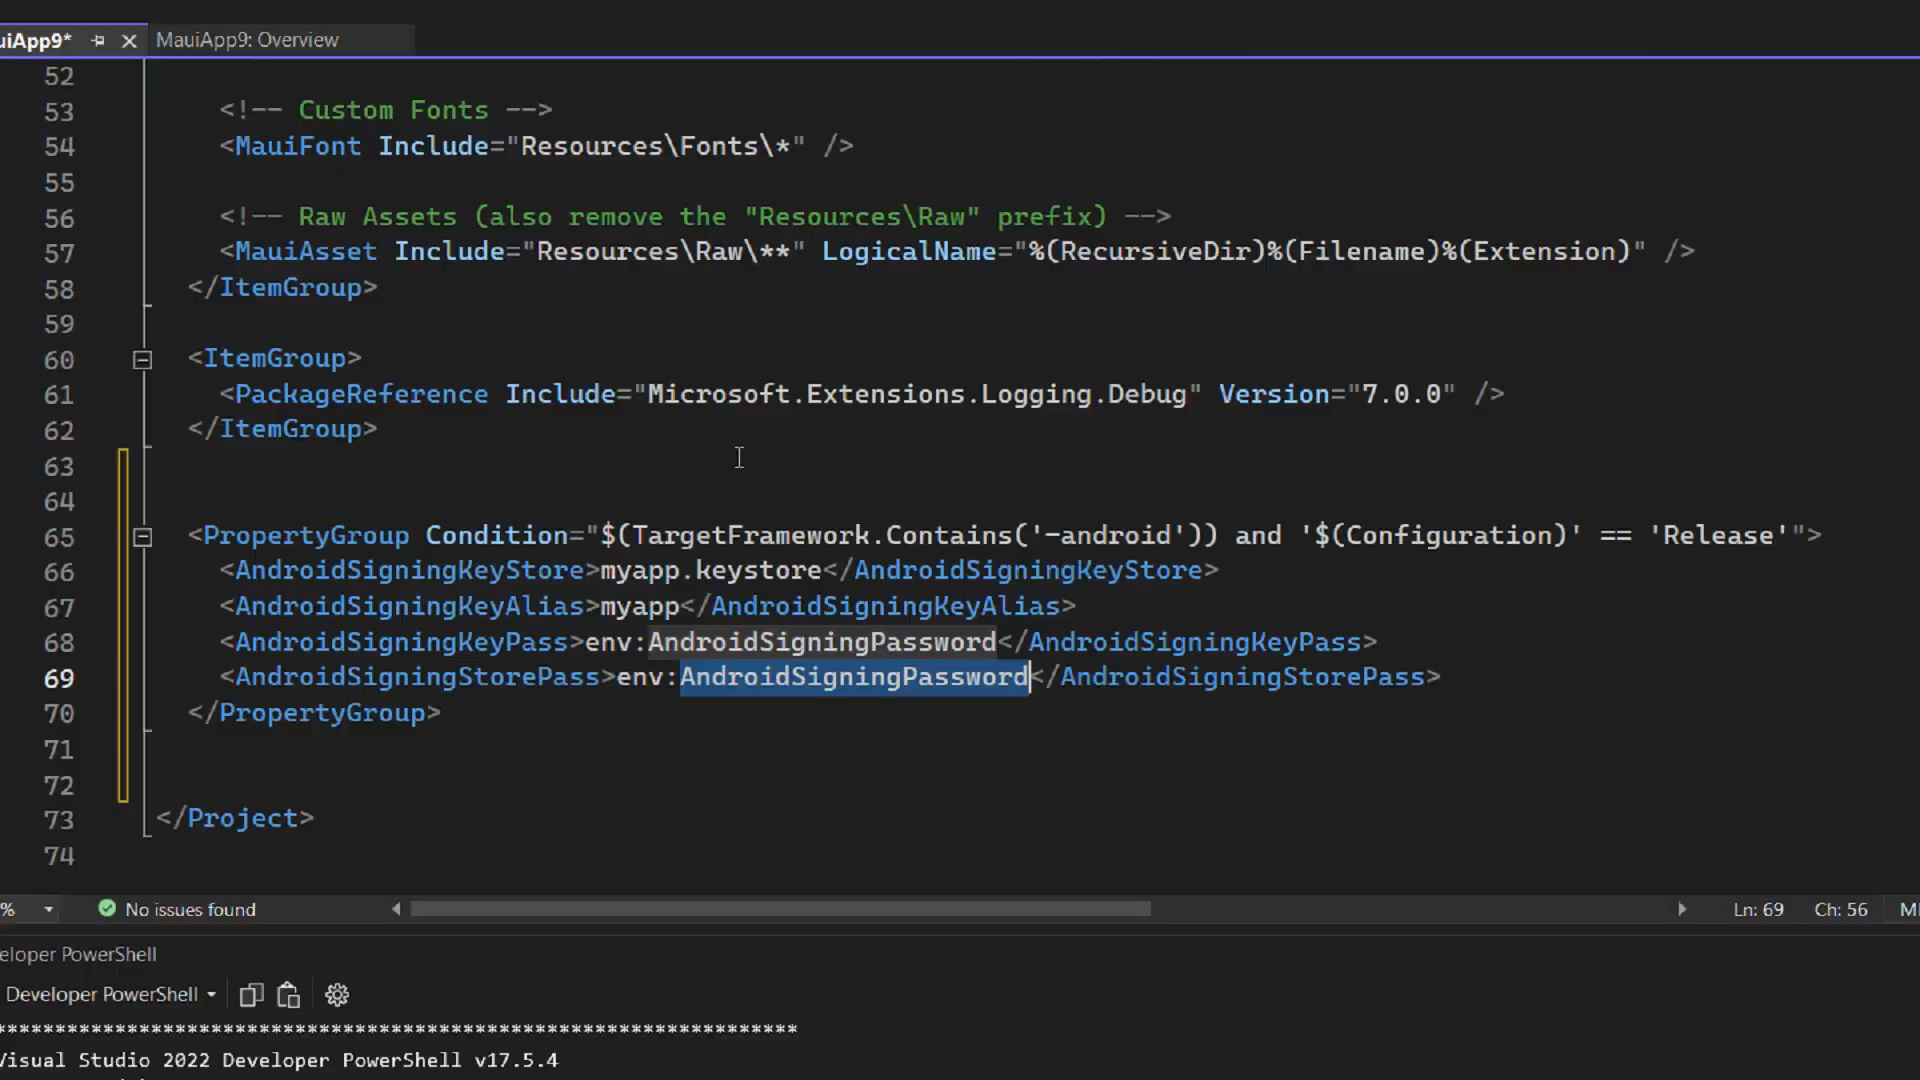 uiApp9*
MauiApp9: Overview
52
53 <!-- Custom Fonts -->
54 <MauiFont Include="Resources\Fonts\*" />
55
56 <!-- Raw Assets (also remove the "Resources\Raw" prefix) -->
57 <MauiAsset Include="Resources\Raw\**" LogicalName="%(RecursiveDir)%(Filename)%(Extension)" />
58 </ItemGroup>
59
60 <ItemGroup>
61 <PackageReference Include="Microsoft.Extensions.Logging.Debug" Version="7.0.0" />
62 </ItemGroup>
63
64
65 <PropertyGroup Condition="$(TargetFramework.Contains('-android')) and '$(Configuration)' == 'Release'">
66 <AndroidSigningKeyStore>myapp.keystore</AndroidSigningKeyStore>
67 <AndroidSigningKeyAlias>myapp</AndroidSigningKeyAlias>
68 <AndroidSigningKeyPass>env:AndroidSigningPassword</AndroidSigningKeyPass>
69 <AndroidSigningStorePass>env:AndroidSigningPassword</AndroidSigningStorePass>
70 </PropertyGroup>
71
72
73 </Project>
74
% No issues found Ln: 69 Ch: 56
eloper PowerShell
Developer PowerShell
**********************************************************************
Visual Studio 2022 Developer PowerShell v17.5.4